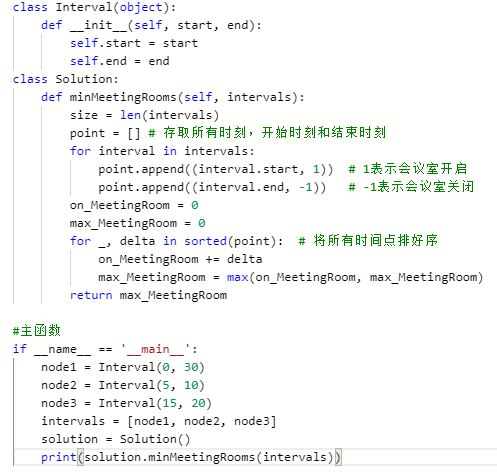 class Interval(object):
    def __init__(self, start, end):
        self.start = start
        self.end = end
class Solution:
    def minMeetingRooms(self, intervals):
        size = len(intervals)
        point = [] # 存取所有时刻，开始时刻和结束时刻
        for interval in intervals:
            point.append((interval.start, 1))  # 1表示会议室开启
            point.append((interval.end, -1))   # -1表示会议室关闭
        on_MeetingRoom = 0
        max_MeetingRoom = 0
        for _, delta in sorted(point):  # 将所有时间点排好序
            on_MeetingRoom += delta
            max_MeetingRoom = max(on_MeetingRoom, max_MeetingRoom)
        return max_MeetingRoom
#主函数
if __name__ == '__main__':
    node1 = Interval(0, 30)
    node2 = Interval(5, 10)
    node3 = Interval(15, 20)
    intervals = [node1, node2, node3]
    solution = Solution()
    print(solution.minMeetingRooms(intervals))